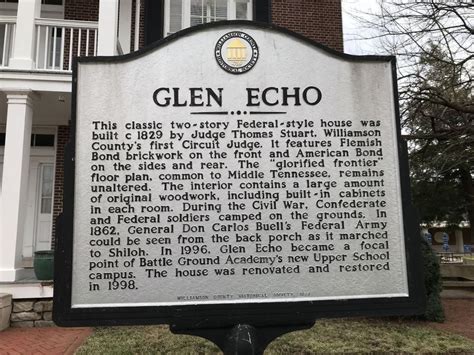 GLEN ECHO
This classic two-story Federal-style house was
built c 1829 by Judge Thomas Stuart, Williamson
County's first Circuit Judge. It features Flemish
Bond brickwork on the front and American Bond
on the sides and rear. The "glorified frontier"
floor plan, common to Middle Tennessee, remains
unaltered. The interior contains a large amount
of original woodwork, including built-in cabinets
in each room. During the Civil War, Confederate
and Federal soldiers camped on the grounds. In
1862, General Don Carlos Buell's Federal Army
could be seen from the back porch as it marched
to Shiloh. In 1996, Glen Echo became a focal
point of Battle Ground Academy's new Upper School
campus. The house was renovated and restored
in 1998.
WILLIAMSON COUNTY HISTORICAL SOCIETY,